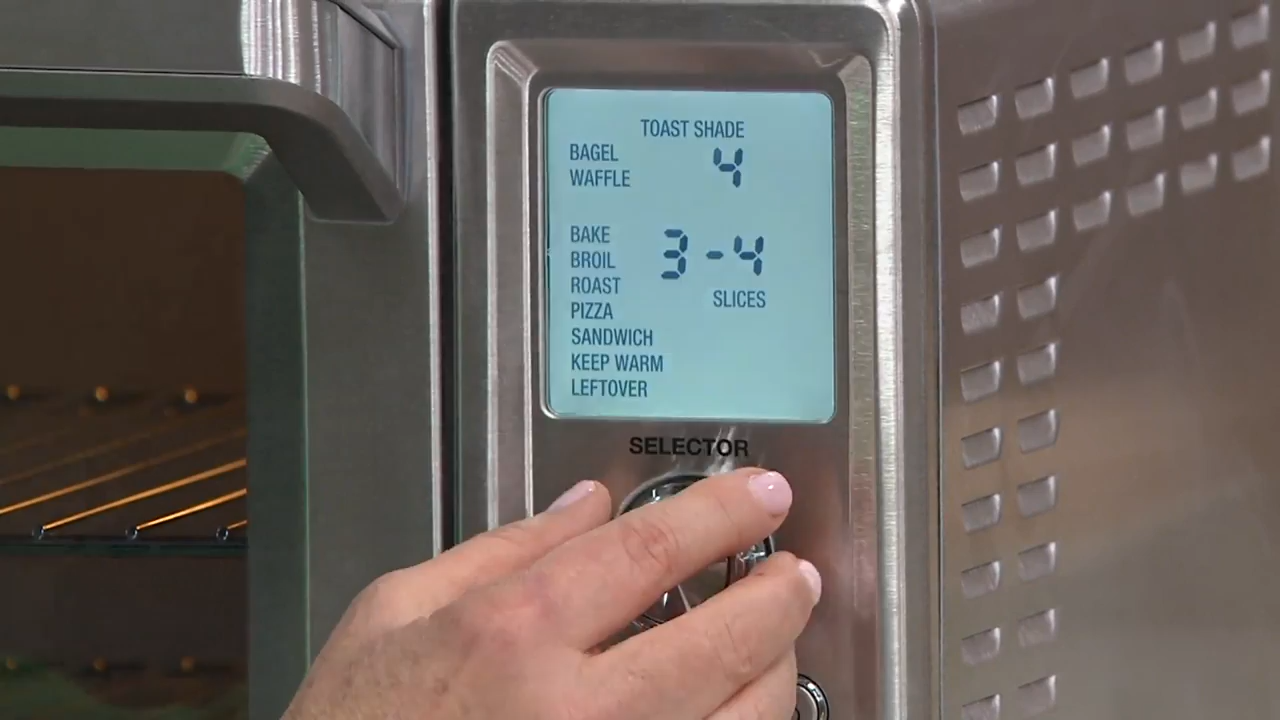 TOAST SHADE
BAGEL 4
WAFFLE
BAKE
BROIL 3-4
ROAST
SLICES
PIZZA
SANDWICH
KEEP WARM
LEFTOVER
SELECTOR